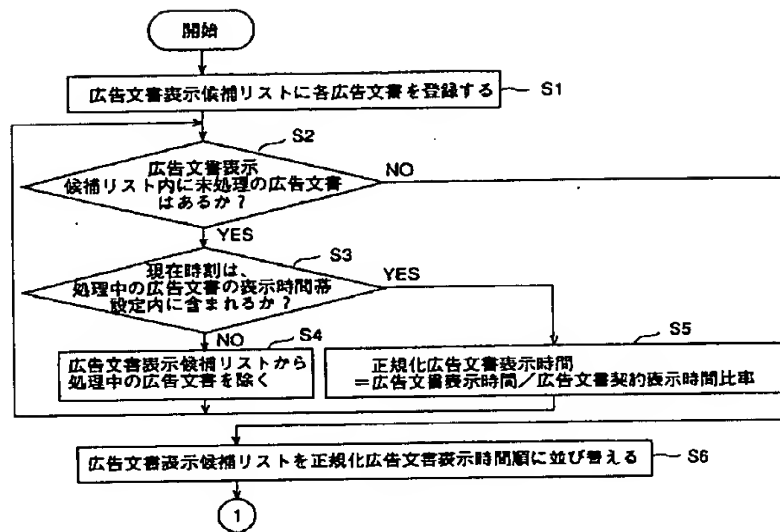 開始
広告文書表示候補リストに各広告文書を登録する
S1
S2
広告文書表示
候補リスト内に未処理の広告文書
はあるか?
NO
YES
S3
現在時刻は、
処理中の広告文書の表示時間帯
設定内に含まれるか?
YES
NO
S4
広告文書表示候補リストから
処理中の広告文書を除く
S5
正規化広告文書表示時間
=広告文書表示時間/広告文書契約表示時間比率
広告文書表示候補リストを正規化広告文書表示時間順に並び替える
S6
1